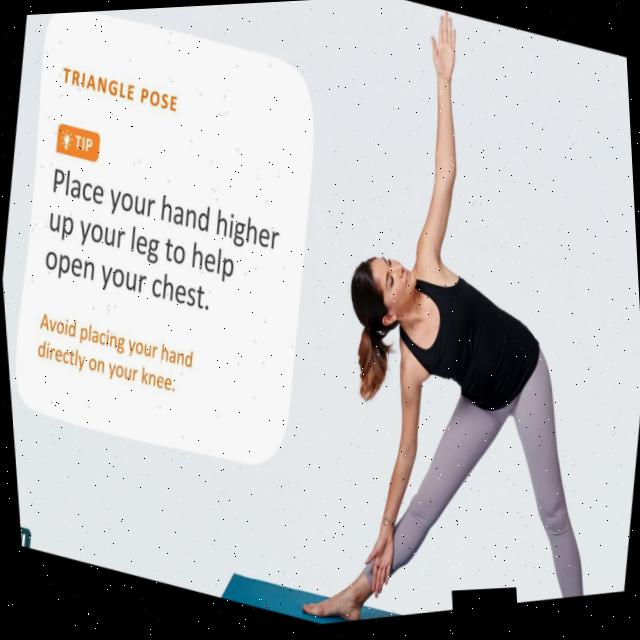 TRIANGLE POSE
TIP
Place your hand higher
up your leg to help
open your chest.
Avoid placing your hand
directly on your knee.